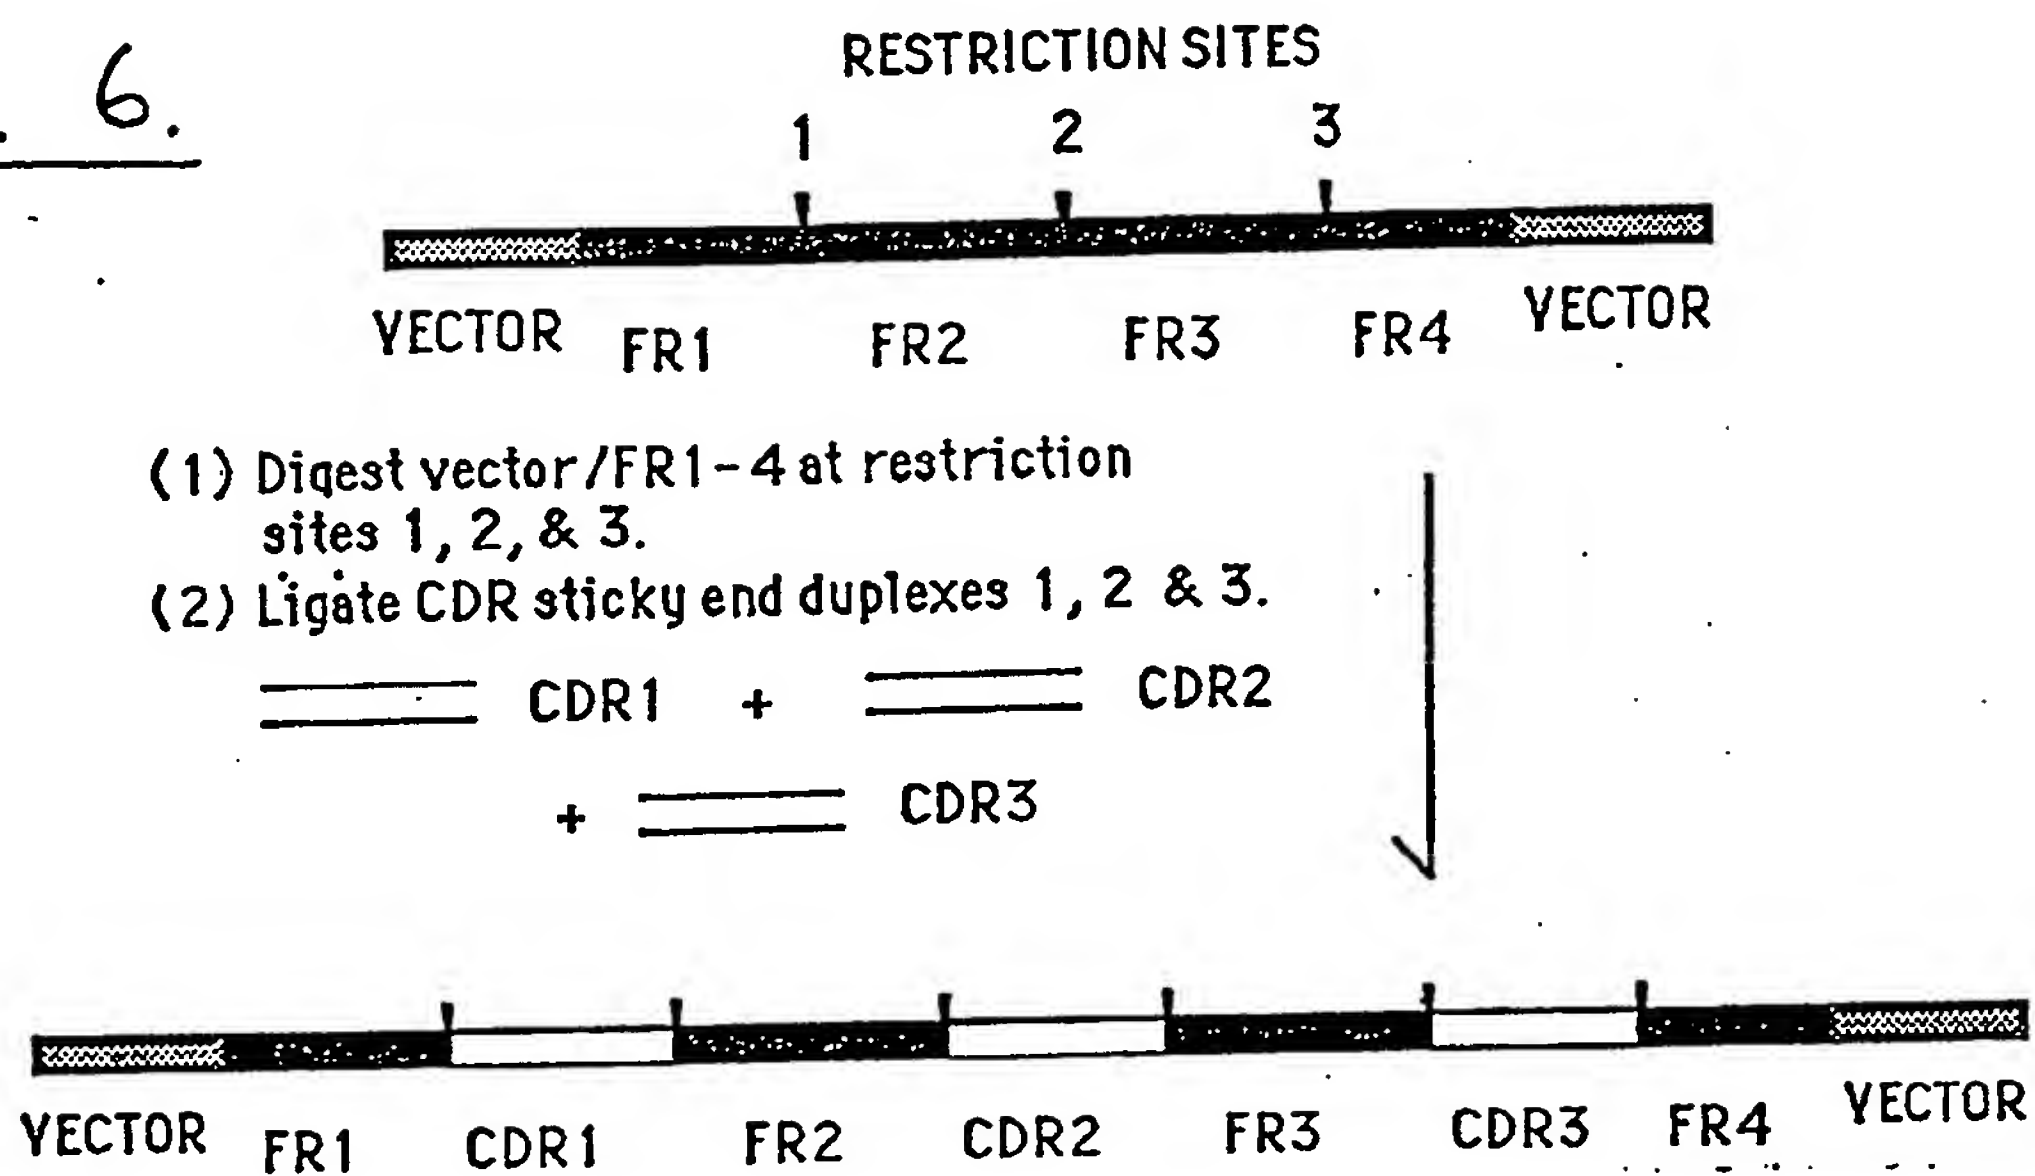 . 6.
RESTRICTION SITES
1 2 3
VECTOR FR1 FR2 FR3 FR4 VECTOR
(1) Digest vector/FR1-4 at restriction
sites 1, 2, & 3.
(2) Ligate CDR sticky end duplexes 1, 2 & 3.
CDR1 + CDR2
+ CDR3
VECTOR FR1 CDR1 FR2 CDR2 FR3 CDR3 FR4 VECTOR